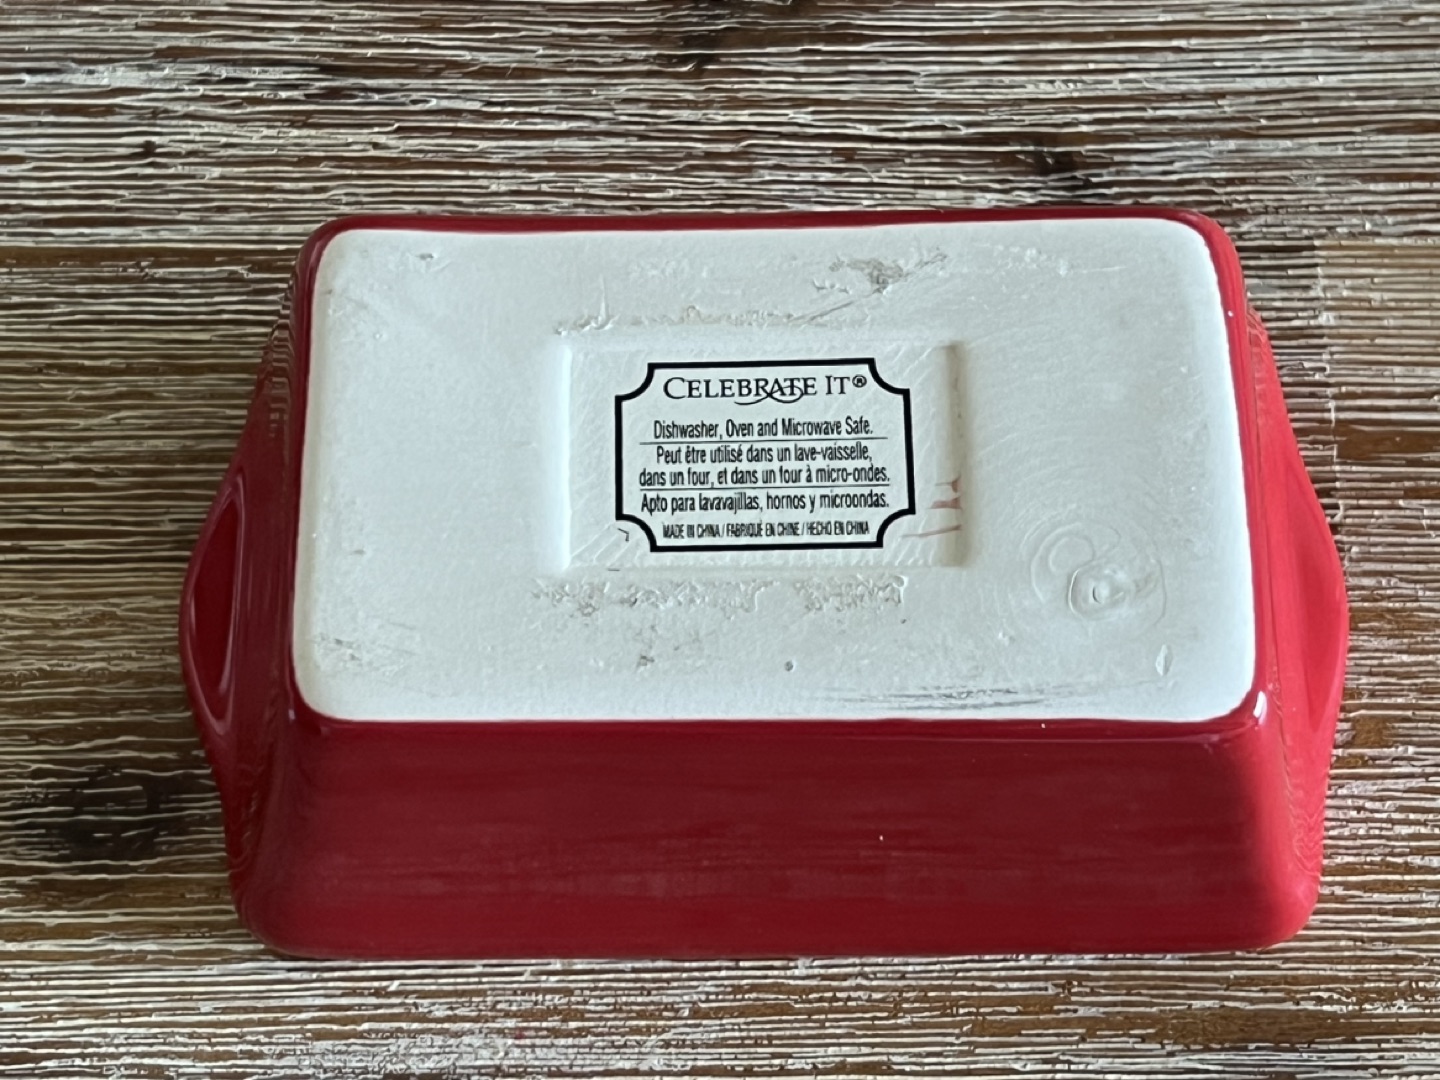 CELEBRATE IT®
Dishwasher, Oven and Microwave Safe.
Peut être utilisé dans un lave-vaisselle,
dans un four, et dans un four à micro-ondes.
Apto para lavavajillas, hornos y microondas.
MADE IN CHINA / FABRIQUÉ EN CHINE / HECHO EN CHINA